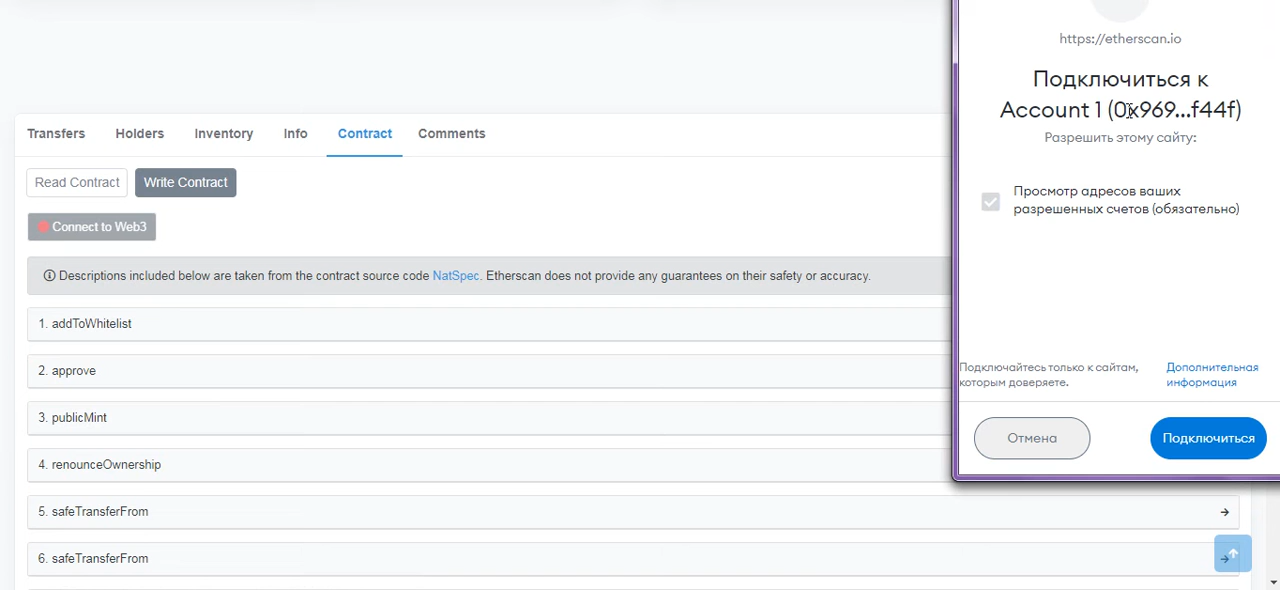 Transfers
Holders
Inventory
Info
Contract
Comments
Read Contract
Write Contract
Connect to Web3
Descriptions included below are taken from the contract source code NatSpec. Etherscan does not provide any guarantees on their safety or accuracy.
1. addToWhitelist
2. approve
3. publicMint
4. renounceOwnership
5. safeTransferFrom
6. safeTransferFrom
https://etherscan.io
Подключиться к
Account 1 (0x969...f44f)
Разрешить этому сайту:
Просмотр адресов ваших
разрешенных счетов (обязательно)
Подключайтесь только к сайтам,
которым доверяете.
Дополнительная
информация
Отмена
Подключиться